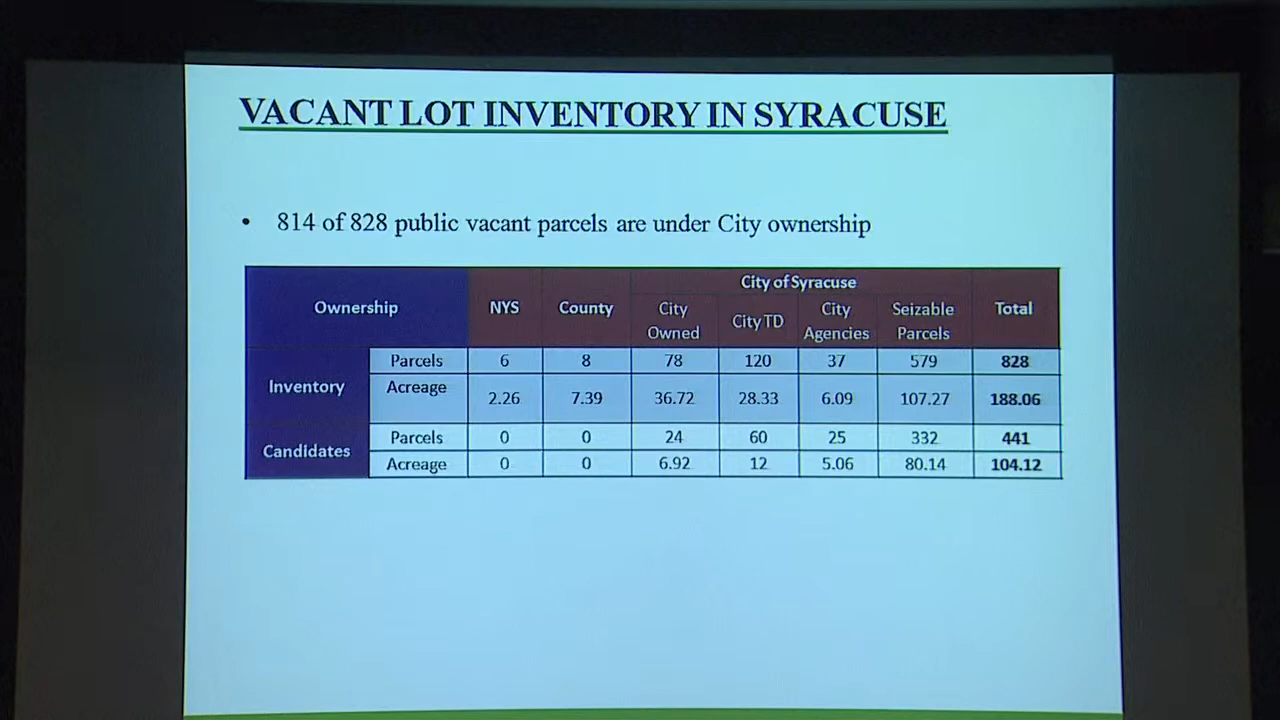 VACANT LOT INVENTORY IN SYRACUSE
• 814 of 828 public vacant parcels are under City ownership
Ownership NYS County City of Syracuse Total
City Owned City TD City Agencies Seizable Parcels
Inventory Parcels 6 8 78 120 37 579 828
Acreage 2.26 7.39 36.72 28.33 6.09 107.27 188.06
Candidates Parcels 0 0 24 60 25 332 441
Acreage 0 0 6.92 12 5.06 80.14 104.12